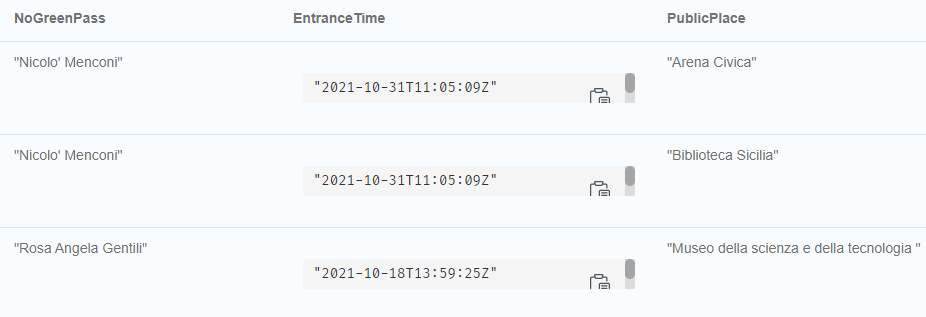 NoGreenPass EntranceTime PublicPlace
"Nicolo' Menconi" "2021-10-31T11:05:09Z" "Arena Civica"
"Nicolo' Menconi" "2021-10-31T11:05:09Z" "Biblioteca Sicilia"
"Rosa Angela Gentili" "2021-10-18T13:59:25Z" "Museo della scienza e della tecnologia "